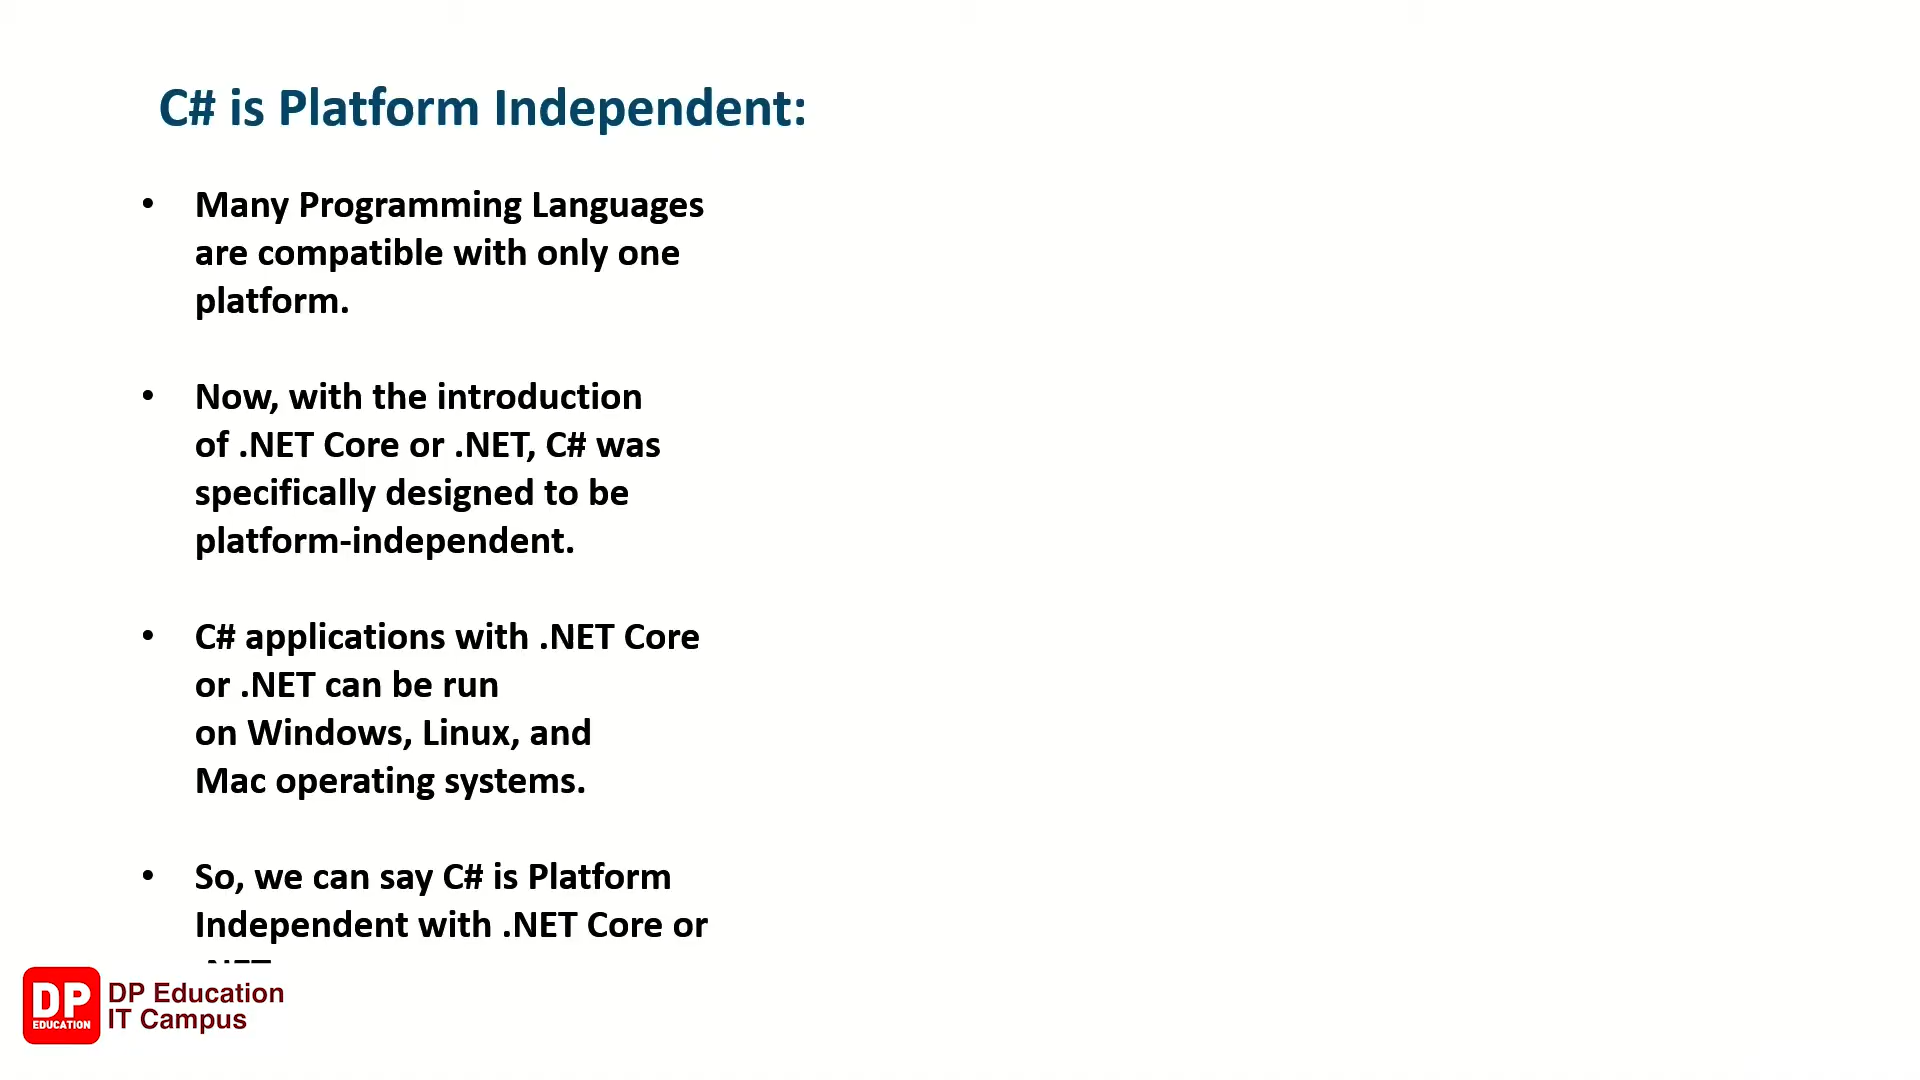 C# is Platform Independent:
• Many Programming Languages
are compatible with only one
platform.
• Now, with the introduction
of .NET Core or .NET, C# was
specifically designed to be
platform-independent.
• C# applications with .NET Core
or .NET can be run
on Windows, Linux, and
Mac operating systems.
• So, we can say C# is Platform
Independent with .NET Core or
.NET
DP
EDUCATION
DP Education
IT Campus